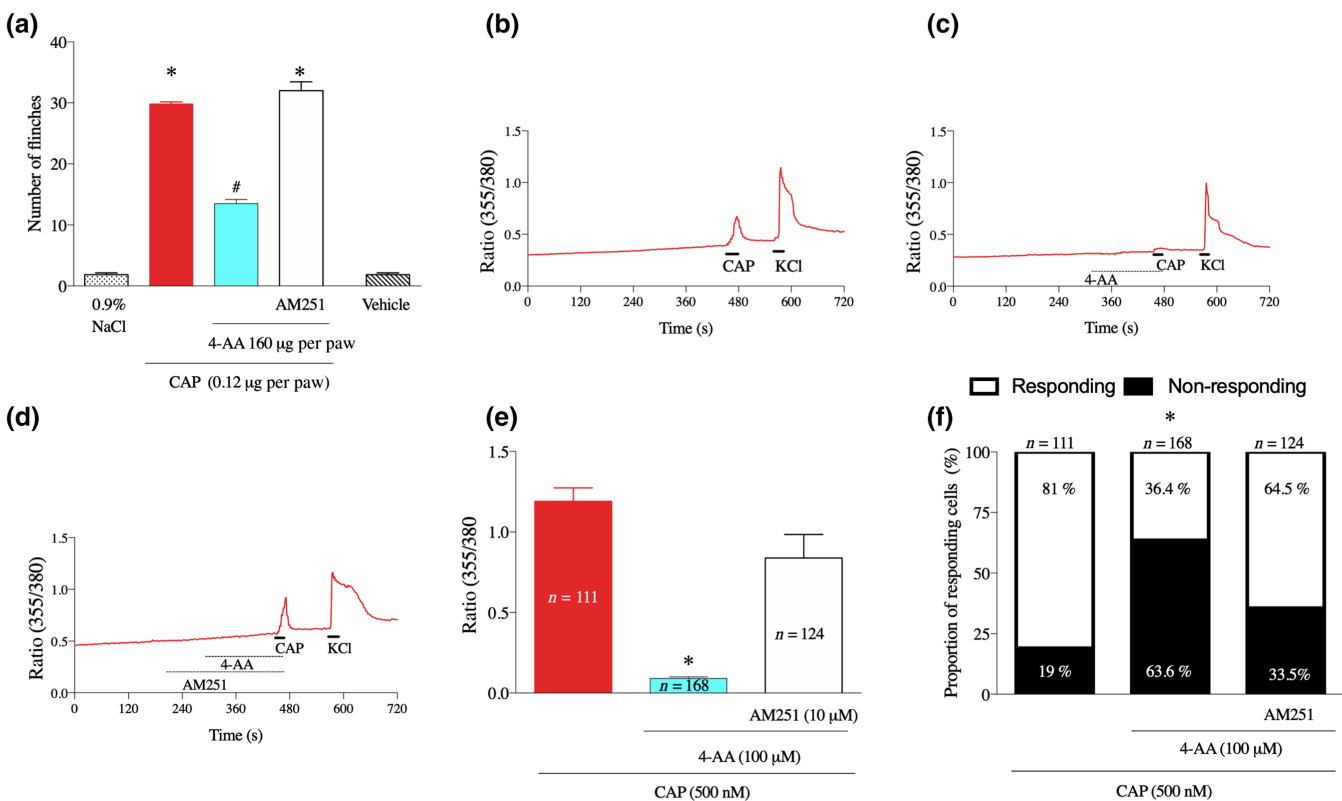 (a)
40
30
20
10
0
Number of flinches
*
#
*
0.9%
NaCl
AM251
Vehicle
4-AA 160 µg per paw
CAP (0.12 µg per paw)
(b)
1.5
1.0
0.5
0.0
Ratio (355/380)
CAP
KCl
0 120 240 360 480 600 720
Time (s)
(c)
1.5
1.0
0.5
0.0
Ratio (355/380)
CAP
KCl
4-AA
0 120 240 360 480 600 720
Time (s)
(d)
1.5
1.0
0.5
0.0
Ratio (355/380)
CAP
KCl
4-AA
AM251
0 120 240 360 480 600 720
Time (s)
(e)
1.5
1.0
0.5
0.0
Ratio (355/380
n = 111
*
n = 168
n = 124
AM251 (10 µM)
4-AA (100 µM)
CAP (500 nM)
Responding Non-responding
(f)
*
n = 111 n = 168 n = 124
100
75
50
25
0
Proportion of responding cells (%)
81 % 36.4 % 64.5 %
19 % 63.6 % 33.5%
AM251
4-AA (100 µM)
CAP (500 nM)